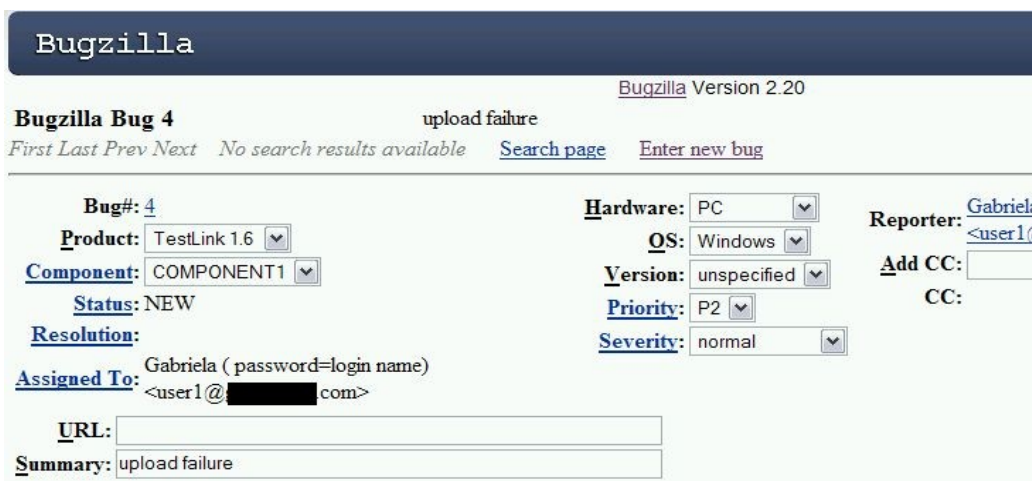 Bugzilla
Bugzilla Version 2.20
Bugzilla Bug 4 upload failure
First Last Prev Next No search results available Search page Enter new bug
Bug#: 4
Product: TestLink 1.6
Component: COMPONENT1
Status: NEW
Resolution:
Assigned To: Gabriela ( password=login name)
<user1@ .com>
Hardware: PC
OS: Windows
Version: unspecified
Priority: P2
Severity: normal
Reporter: Gabriela
<user1@
Add CC:
CC:
URL:
Summary: upload failure